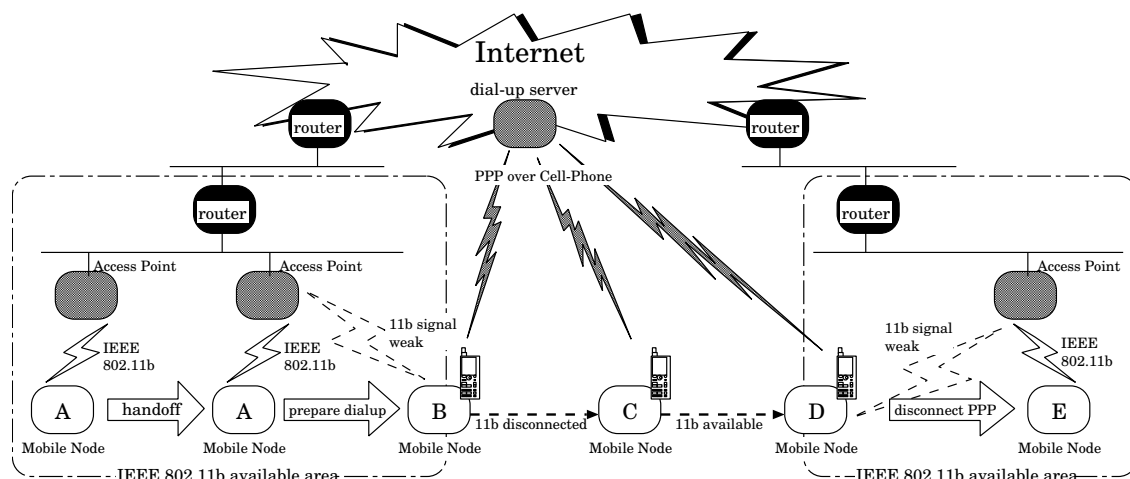 Internet
dial-up server
router
router
PPP over Cell-Phone
router
router
Access Point
Access Point
Access Point
11b signal
weak
11b signal
weak
IEEE
802.11b
IEEE
802.11b
IEEE
802.11b
A
handoff
A
prepare dialup
B
11b disconnected
C
11b available
D
disconnect PPP
E
Mobile Node
Mobile Node
Mobile Node
Mobile Node
Mobile Node
Mobile Node
IEEE 802.11b available area
IEEE 802.11b available area